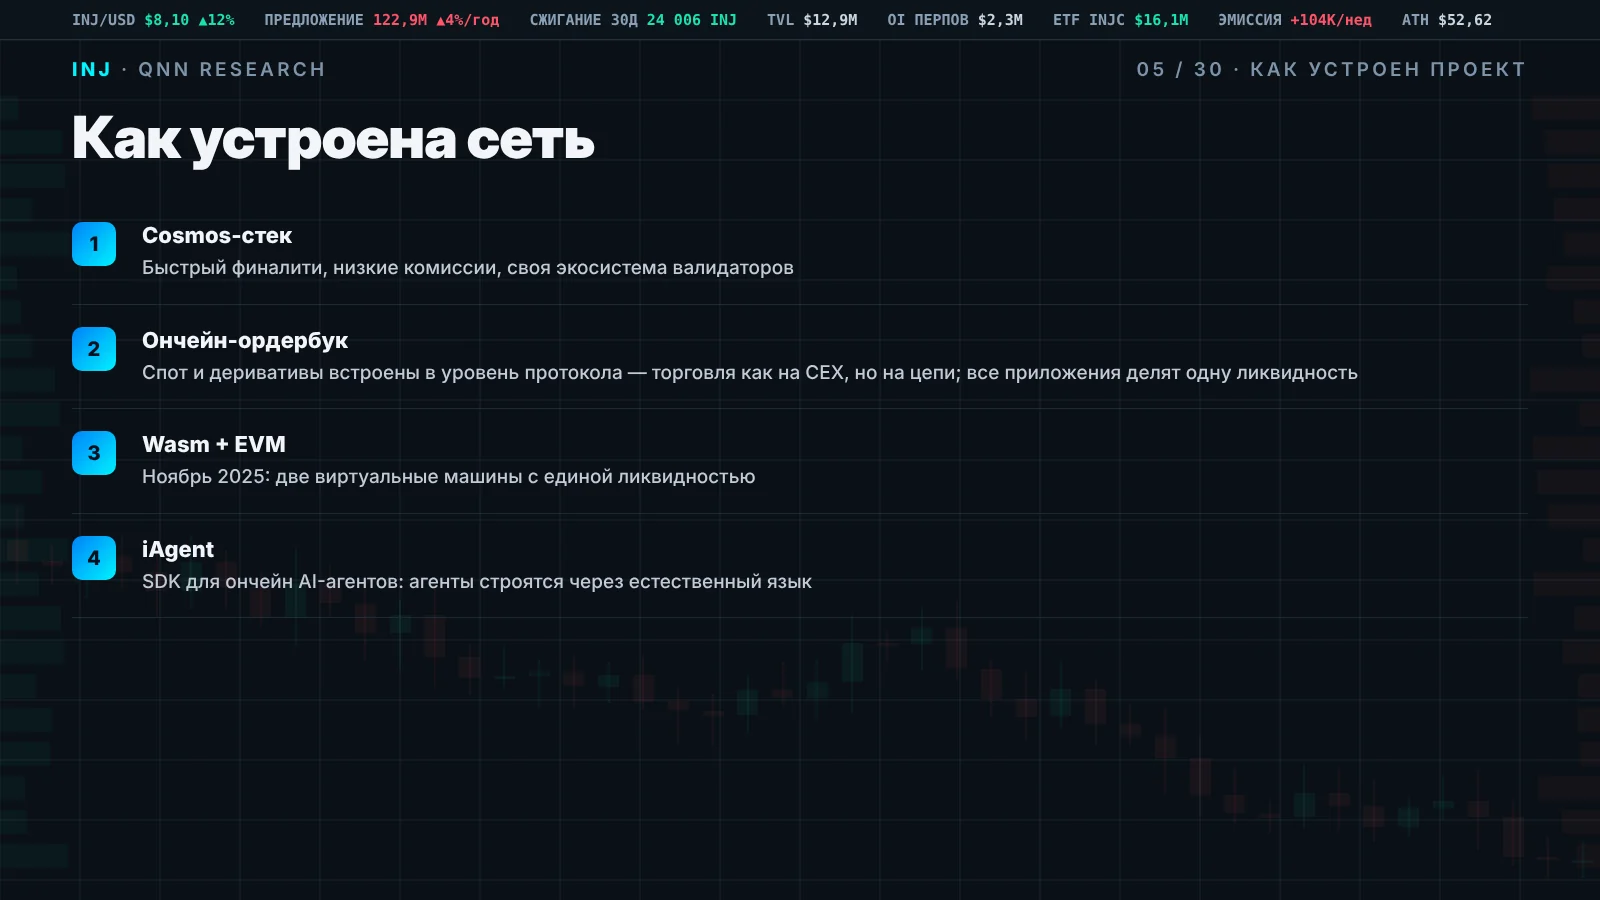 INJ/USD $8,10 ▲12% ПРЕДЛОЖЕНИЕ 122,9M ▲4%/год СЖИГАНИЕ 30Д 24 006 INJ TVL $12,9M OI ПЕРПОВ $2,3M ETF INJC $16,1M ЭМИССИЯ +104K/нед ATH $52,62
INJ · QNN RESEARCH
05 / 30 · КАК УСТРОЕН ПРОЕКТ
Как устроена сеть
1
Cosmos-стек
Быстрый финалити, низкие комиссии, своя экосистема валидаторов
2
Ончейн-ордербук
Спот и деривативы встроены в уровень протокола — торговля как на CEX, но на цепи; все приложения делят одну ликвидность
3
Wasm + EVM
Ноябрь 2025: две виртуальные машины с единой ликвидностью
4
iAgent
SDK для ончейн AI-агентов: агенты строятся через естественный язык